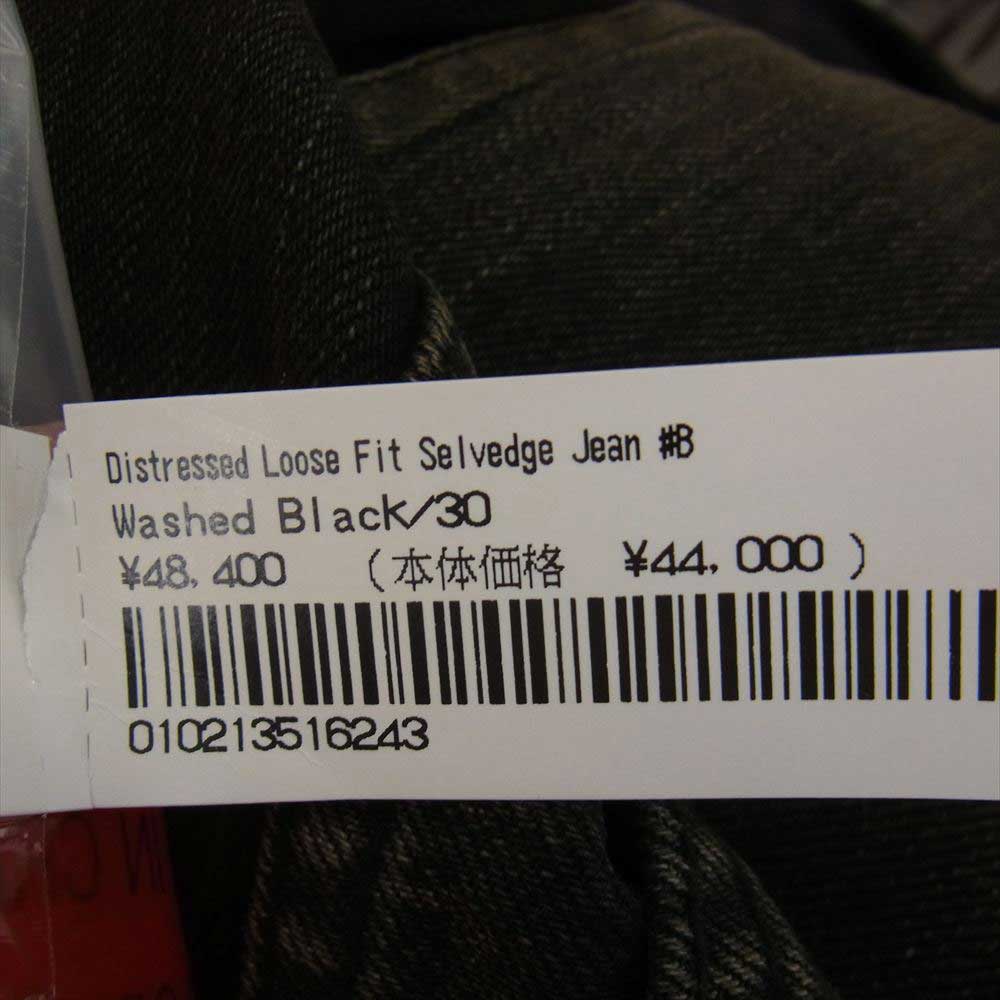 Distressed Loose Fit Selvedge Jean #B
Washed Black/30
¥48,400 (本体価格 ¥44,000)
010213516243